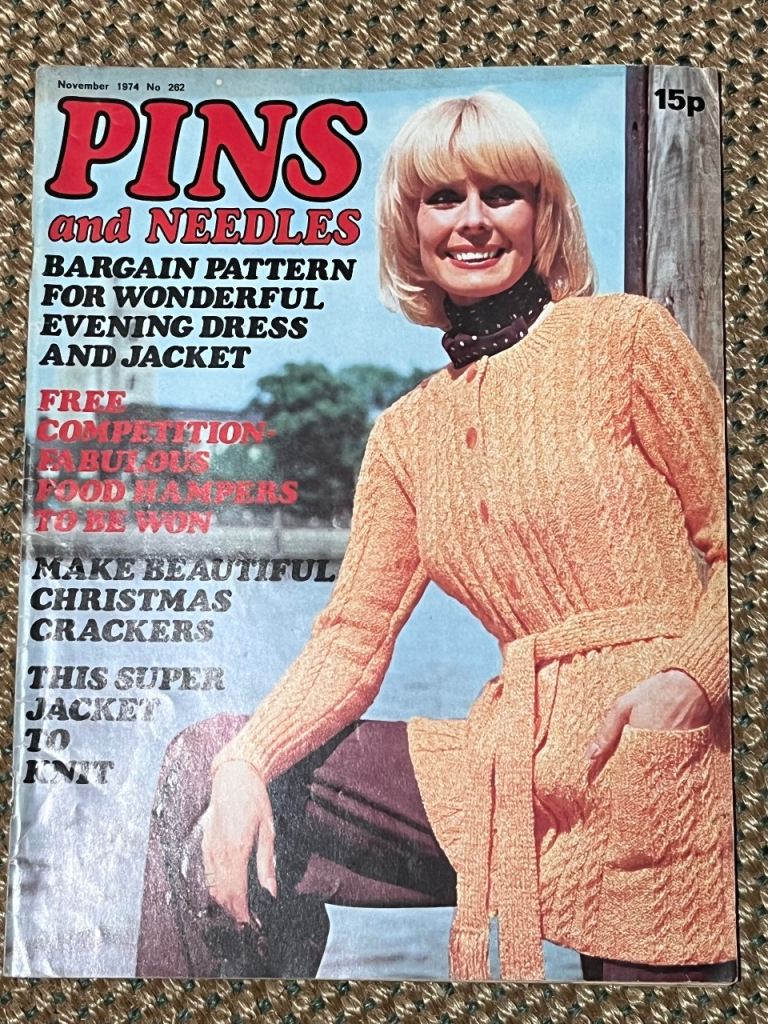 November 1974 No 262
15p
PINS
and NEEDLES
BARGAIN PATTERN
FOR WONDERFUL
EVENING DRESS
AND JACKET
FREE
COMPETITION-
FABULOUS
FOOD HAMPERS
TO BE WON
MAKE BEAUTIFUL
CHRISTMAS
CRACKERS
THIS SUPER
JACKET
TO
KNIT